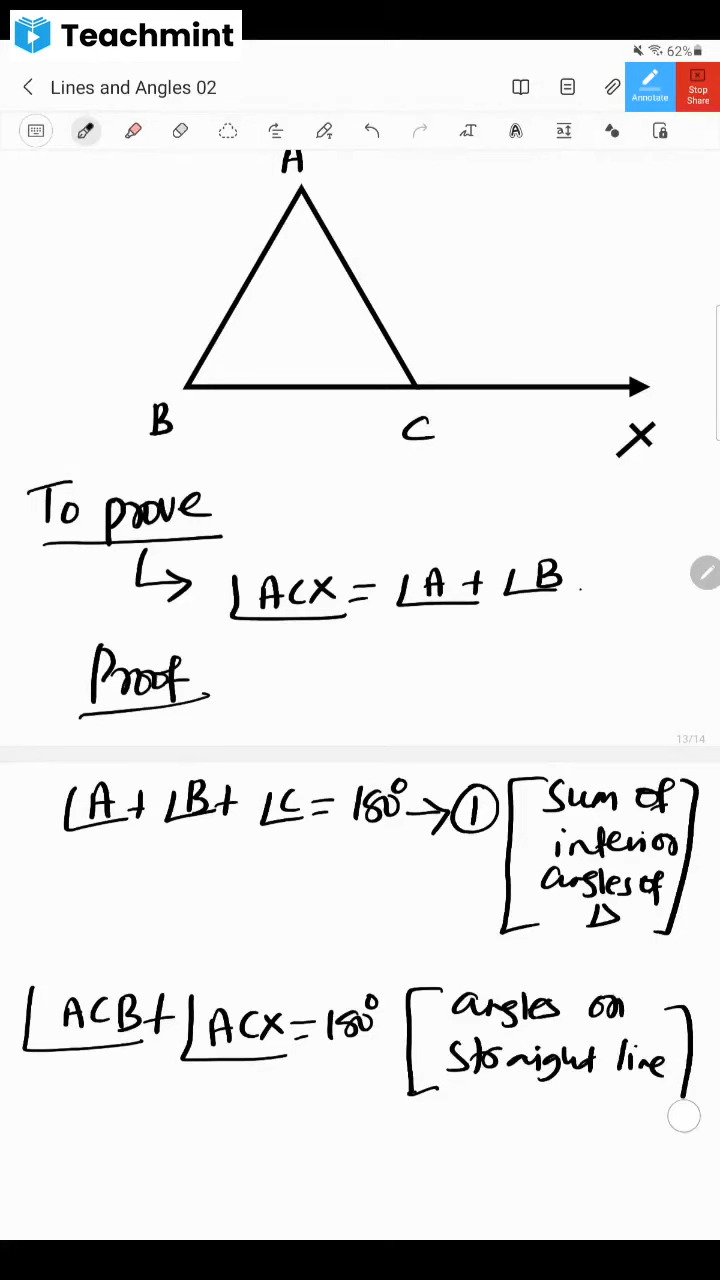 Teachmint
62%
Lines and Angles 02
Annotate
Stop Share
A
B
C
X
To prove
∠ACX = ∠A + ∠B
Proof
13/14
∠A + ∠B + ∠C = 180° → ① [Sum of
interior
angles of
Δ]
∠ACB + ∠ACX = 180° [angles on
straight line]